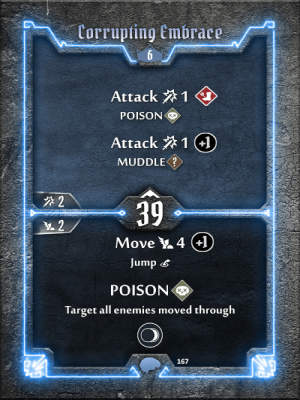 Corrupting Embrace
6
Attack 1
POISON
Attack 1 +1
MUDDLE ?
2
39
2
Move 4 +1
Jump
POISON
Target all enemies moved through
167